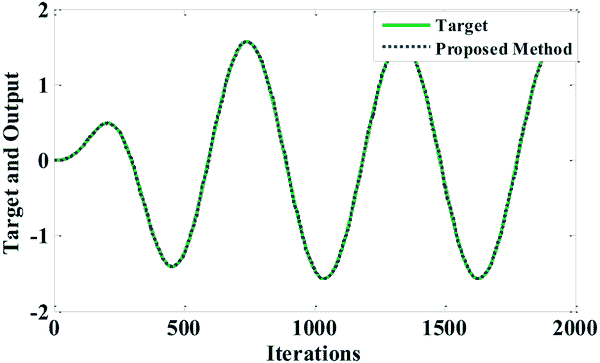 2
Target
Proposed Method
1
0
-1
-2
Target and Output
0
500
1000
1500
2000
Iterations